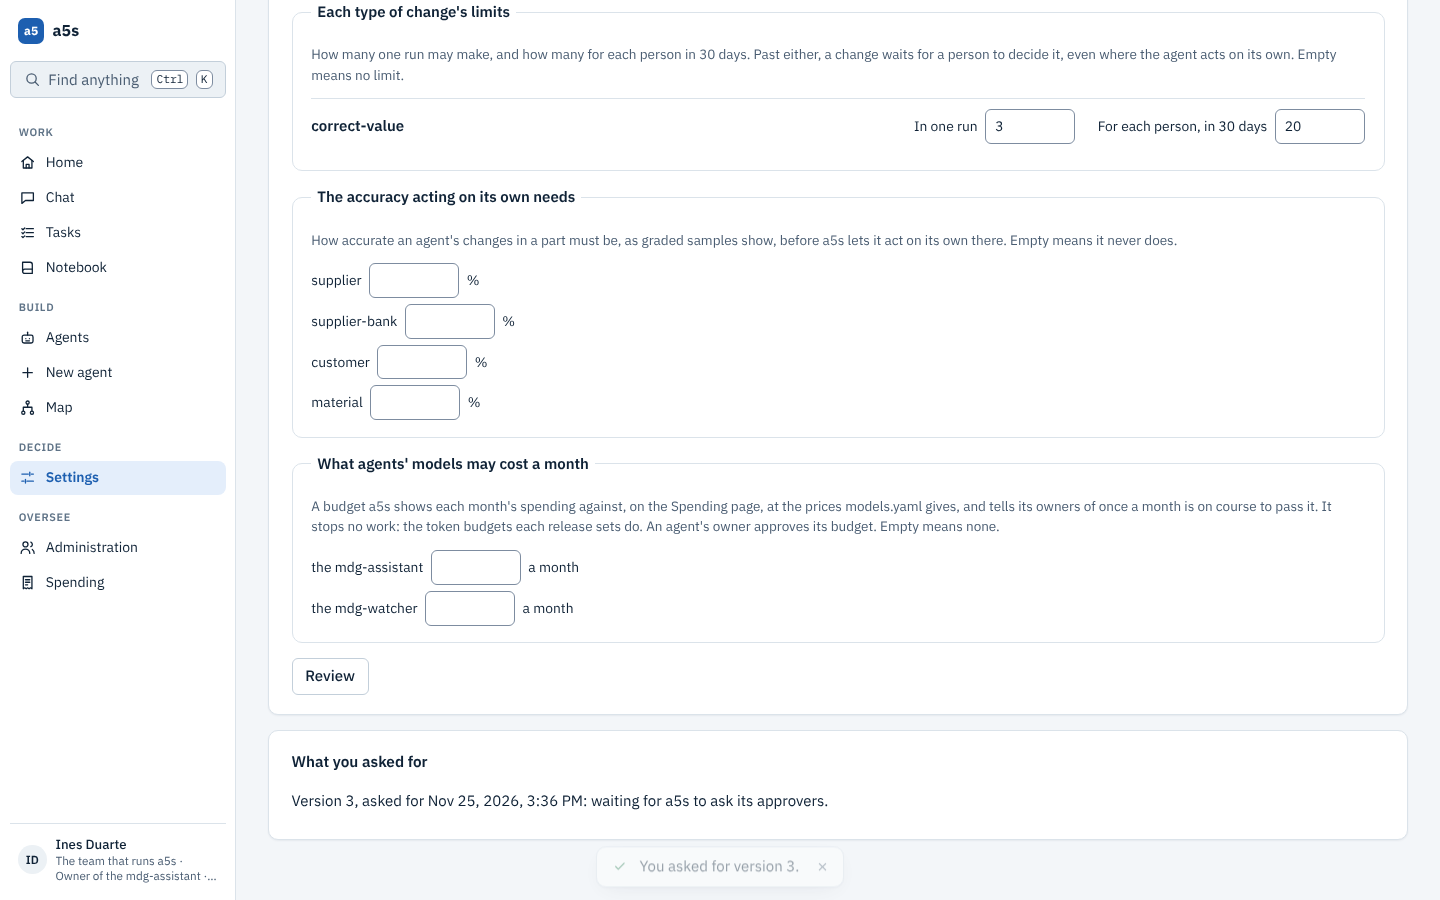 a5 a5s
Find anything Ctrl K
WORK
Home
Chat
Tasks
Notebook
BUILD
Agents
New agent
Map
DECIDE
Settings
OVERSEE
Administration
Spending
ID
Ines Duarte
The team that runs a5s ·
Owner of the mdg-assistant ·...
Each type of change's limits
How many one run may make, and how many for each person in 30 days. Past either, a change waits for a person to decide it, even where the agent acts on its own. Empty
means no limit.
correct-value In one run 3 For each person, in 30 days 20
The accuracy acting on its own needs
How accurate an agent's changes in a part must be, as graded samples show, before a5s lets it act on its own there. Empty means it never does.
supplier %
supplier-bank %
customer %
material %
What agents' models may cost a month
A budget a5s shows each month's spending against, on the Spending page, at the prices models.yaml gives, and tells its owners of once a month is on course to pass it. It
stops no work: the token budgets each release sets do. An agent's owner approves its budget. Empty means none.
the mdg-assistant a month
the mdg-watcher a month
Review
What you asked for
Version 3, asked for Nov 25, 2026, 3:36 PM: waiting for a5s to ask its approvers.
You asked for version 3.